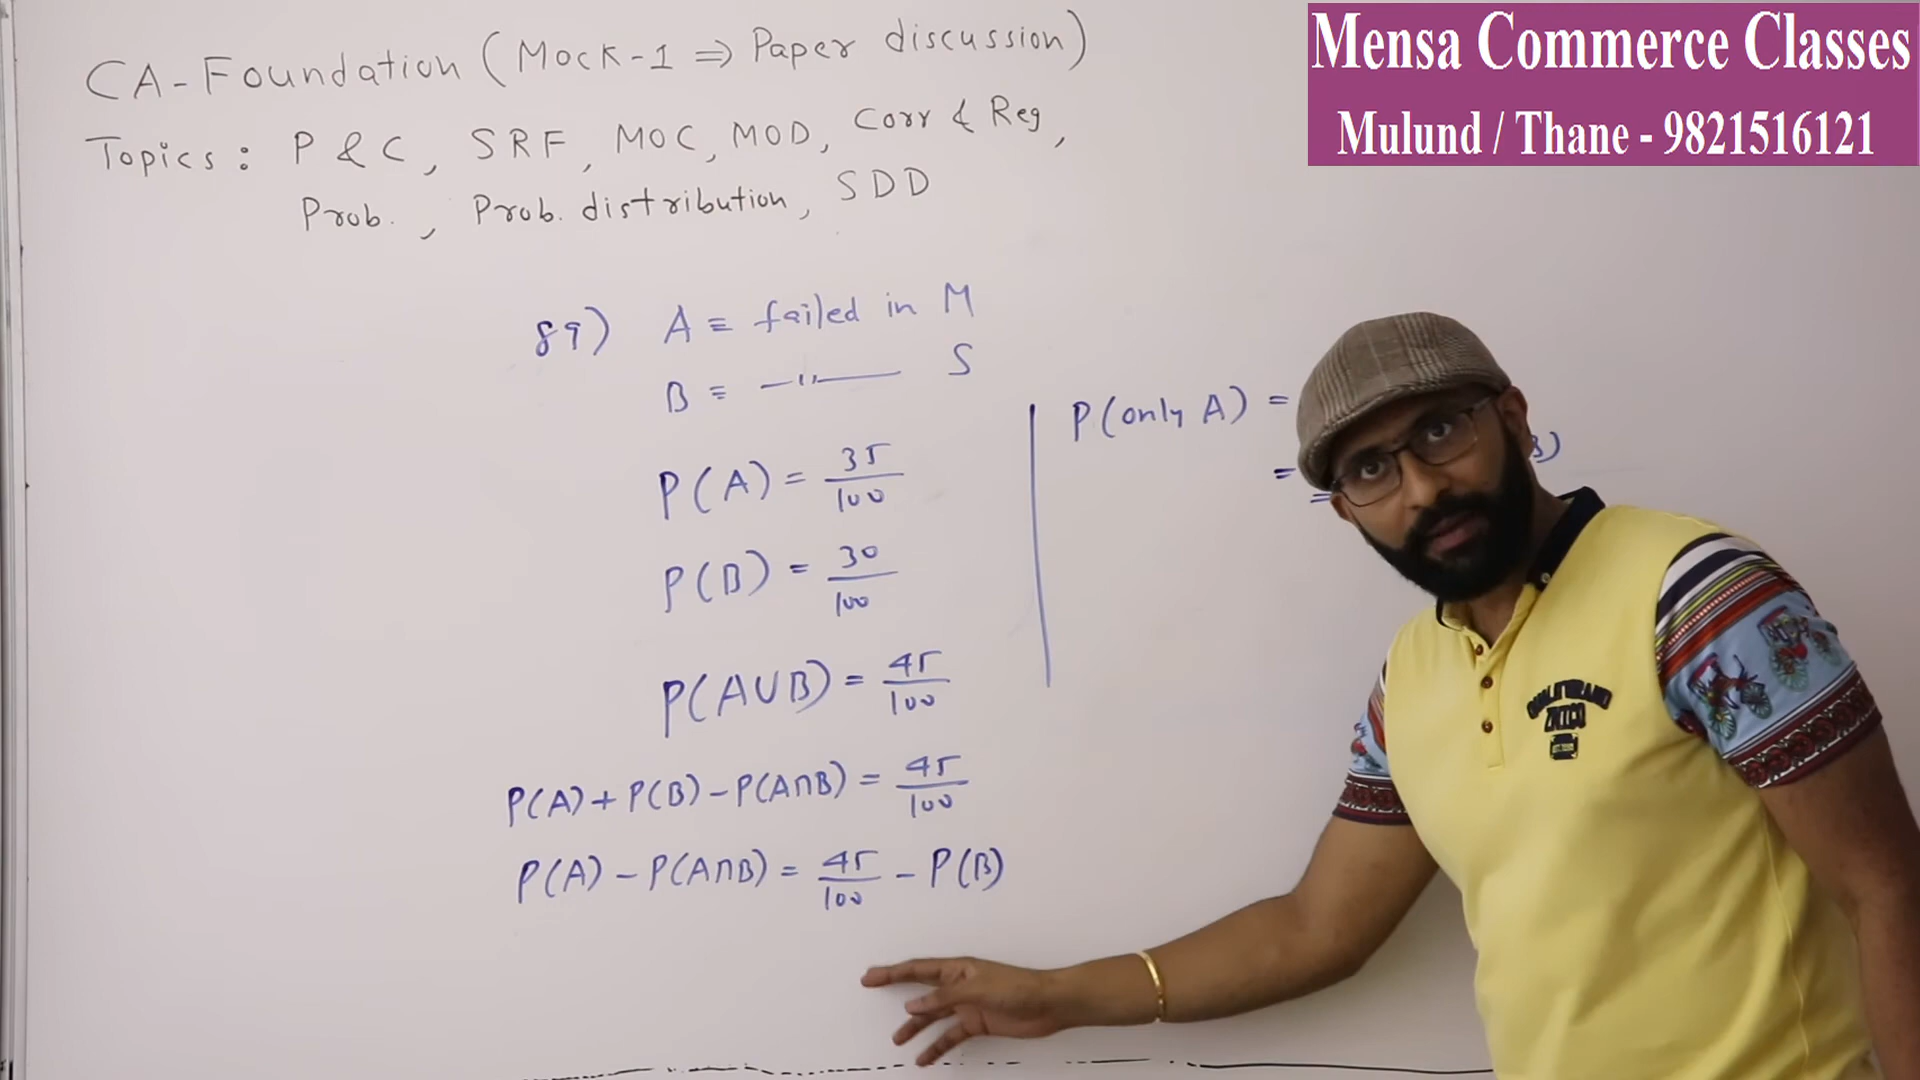 CA-Foundation (Mock-1 ⇒ Paper discussion)
Topics: P & C, SRF, MOC, MOD, Corr & Reg,
Prob., Prob. distribution, SDD
Mensa Commerce Classes
Mulund / Thane - 9821516121
89) A ≡ failed in M
B ≡ —"— S
P(A) = 35/100
P(B) = 30/100
P(A∪B) = 45/100
P(A) + P(B) - P(A∩B) = 45/100
P(A) - P(A∩B) = 45/100 - P(B)
P(only A) =
= B)
=